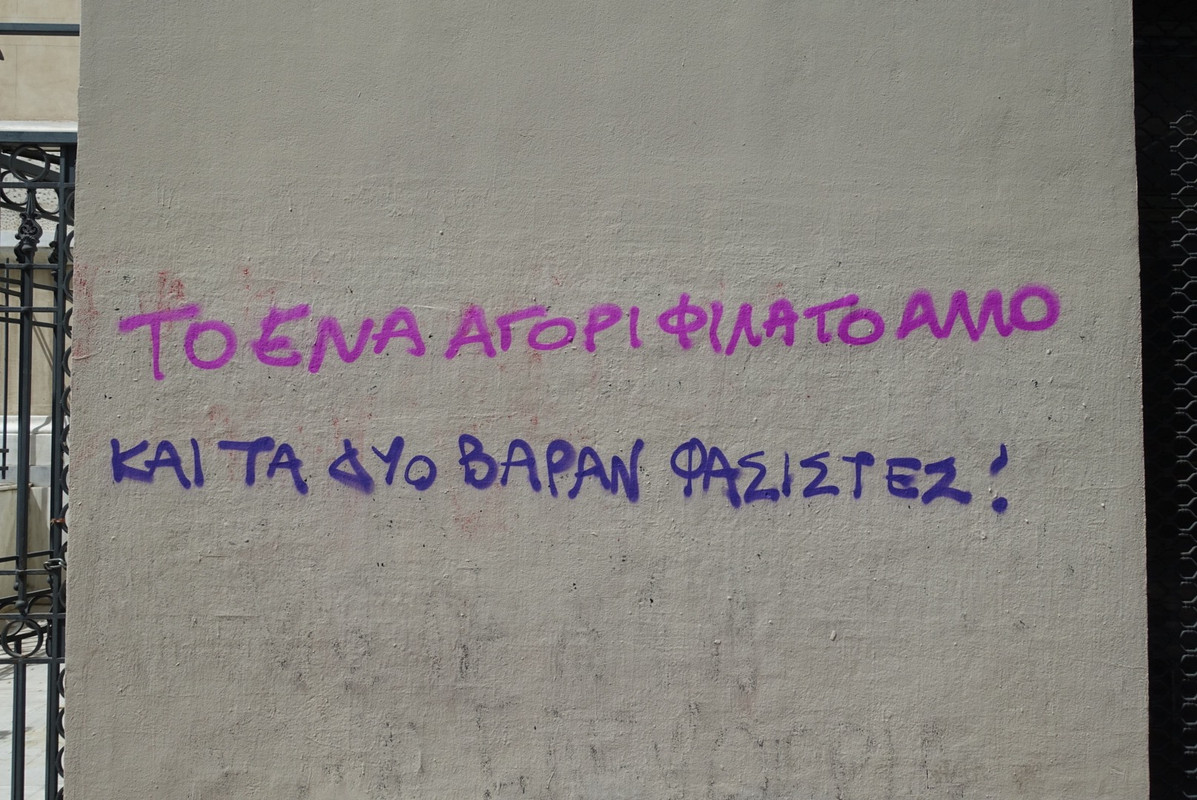 ΤΟ ΕΝΑ ΑΓΟΡΙ ΦΙΛΑ ΤΟ ΑΛΛΟ
ΚΑΙ ΤΑ ΔΥΟ ΒΑΡΑΝ ΦΑΣΙΣΤΕΣ!